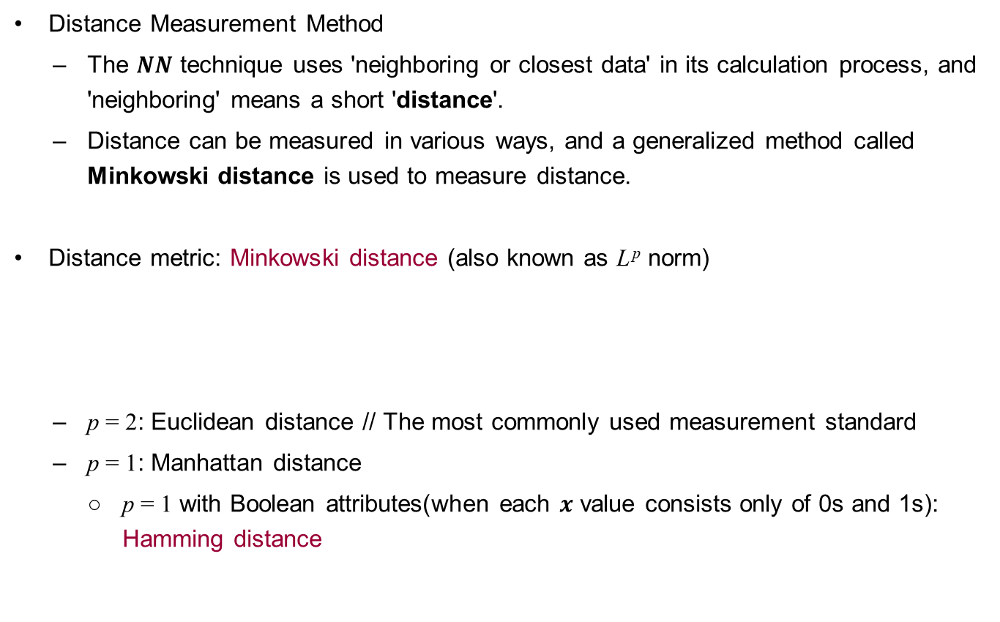 • Distance Measurement Method
– The NN technique uses 'neighboring or closest data' in its calculation process, and
'neighboring' means a short 'distance'.
– Distance can be measured in various ways, and a generalized method called
Minkowski distance is used to measure distance.
• Distance metric: Minkowski distance (also known as Lᵖ norm)
– p = 2: Euclidean distance // The most commonly used measurement standard
– p = 1: Manhattan distance
○ p = 1 with Boolean attributes(when each x value consists only of 0s and 1s):
Hamming distance